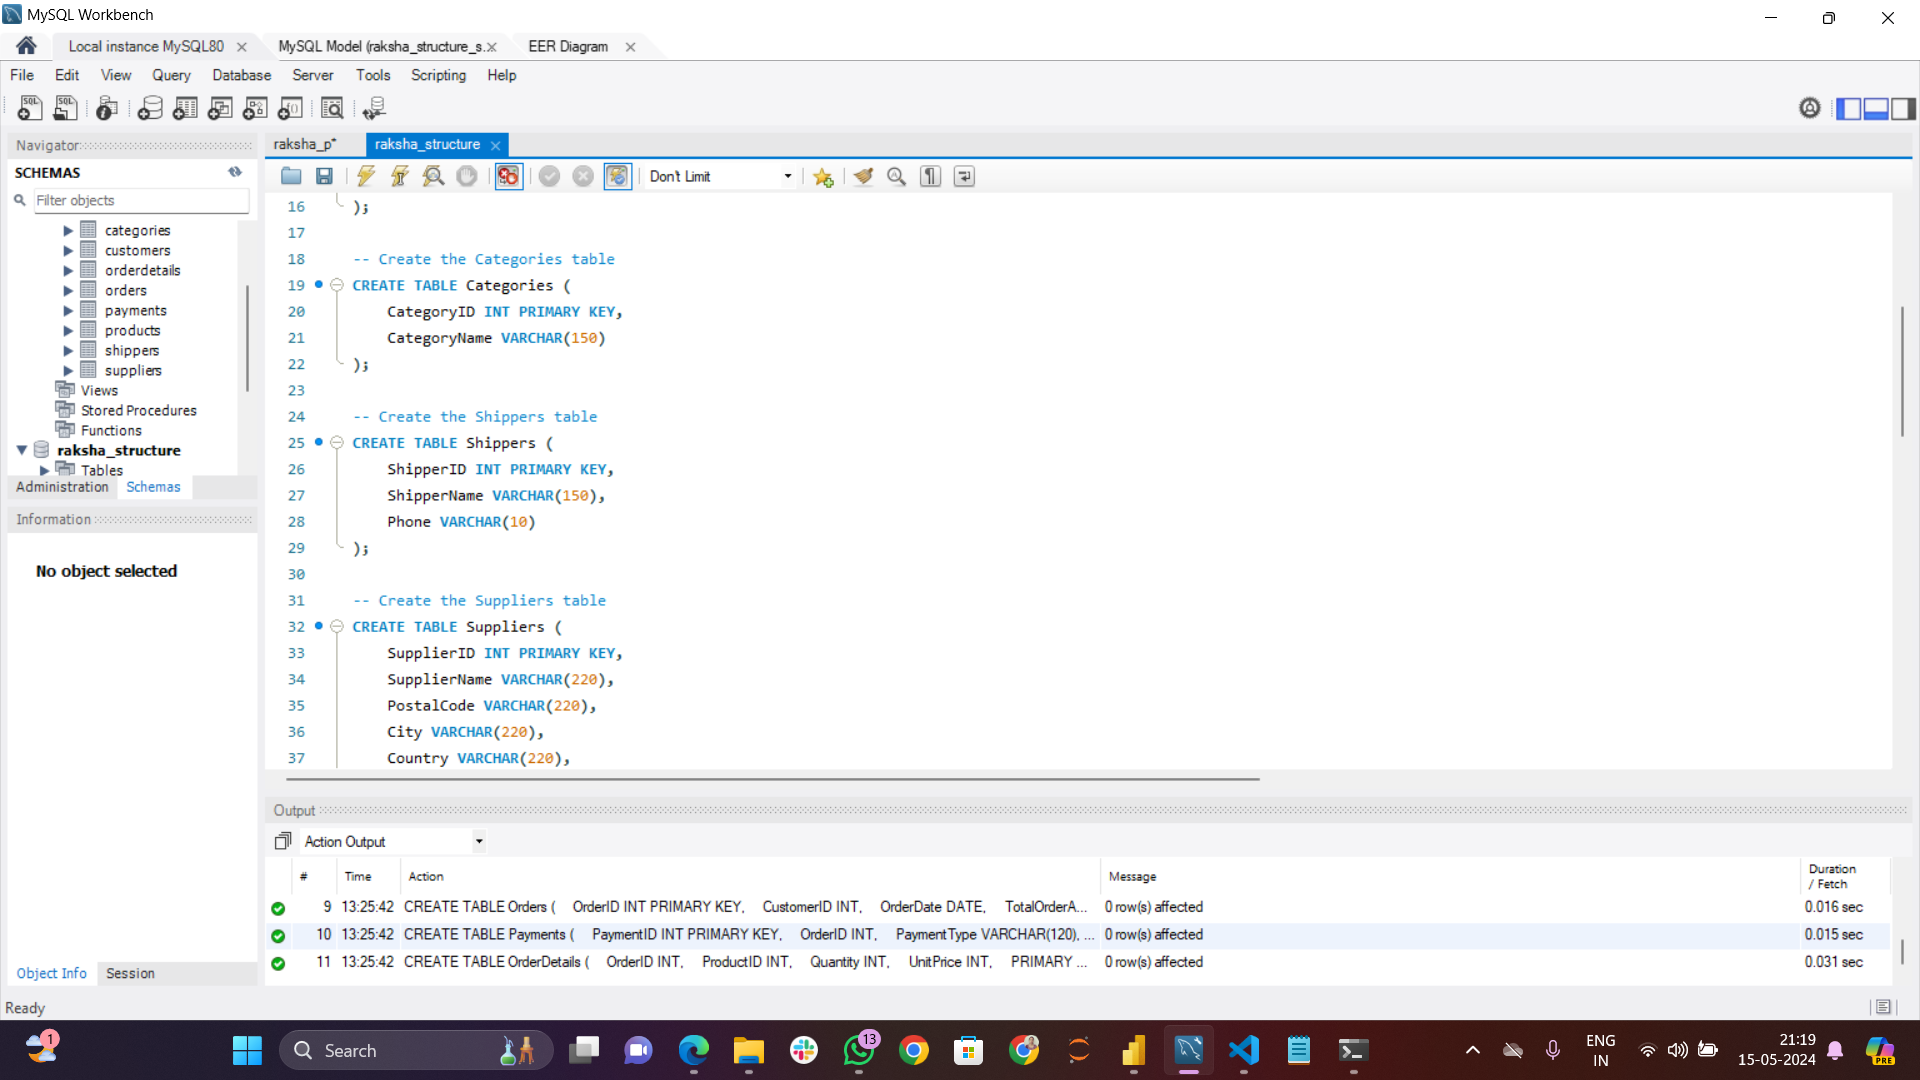 MySQL Workbench
Local instance MySQL80
MySQL Model (raksha_structure_s.
EER Diagram
File Edit View Query Database Server Tools Scripting Help
Navigator
SCHEMAS
Filter objects
categories
customers
orderdetails
orders
payments
products
shippers
suppliers
Views
Stored Procedures
Functions
raksha_structure
Tables
Administration Schemas
Information
No object selected
Object Info Session
raksha_p*
raksha_structure
Don't Limit
16 );
17
18 -- Create the Categories table
19 CREATE TABLE Categories (
20 CategoryID INT PRIMARY KEY,
21 CategoryName VARCHAR(150)
22 );
23
24 -- Create the Shippers table
25 CREATE TABLE Shippers (
26 ShipperID INT PRIMARY KEY,
27 ShipperName VARCHAR(150),
28 Phone VARCHAR(10)
29 );
30
31 -- Create the Suppliers table
32 CREATE TABLE Suppliers (
33 SupplierID INT PRIMARY KEY,
34 SupplierName VARCHAR(220),
35 PostalCode VARCHAR(220),
36 City VARCHAR(220),
37 Country VARCHAR(220),
Output
Action Output
# Time Action Message Duration / Fetch
9 13:25:42 CREATE TABLE Orders ( OrderID INT PRIMARY KEY, CustomerID INT, OrderDate DATE, TotalOrderA... 0 row(s) affected 0.016 sec
10 13:25:42 CREATE TABLE Payments ( PaymentID INT PRIMARY KEY, OrderID INT, PaymentType VARCHAR(120), ... 0 row(s) affected 0.015 sec
11 13:25:42 CREATE TABLE OrderDetails ( OrderID INT, ProductID INT, Quantity INT, UnitPrice INT, PRIMARY ... 0 row(s) affected 0.031 sec
Ready
1
Search
13
ENG
IN
21:19
15-05-2024
PRE